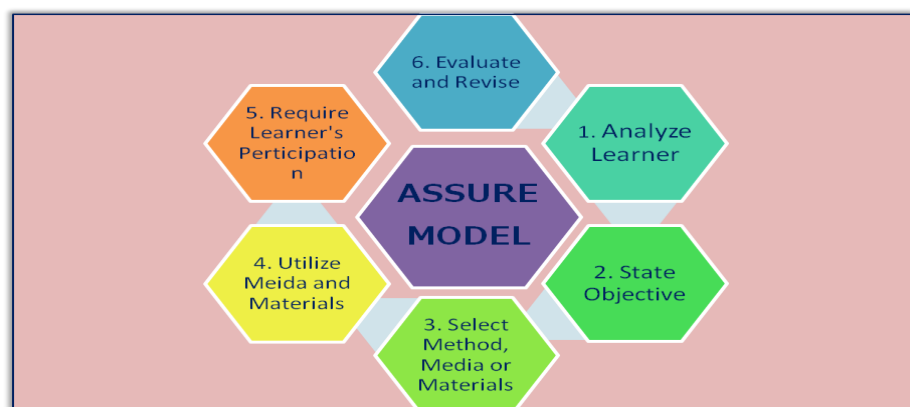 6. Evaluate
and Revise
5. Require
Learner's
Perticipatio
n
1. Analyze
Learner
ASSURE
MODEL
4. Utilize
Meida and
Materials
2. State
Objective
3. Select
Method,
Media or
Materials